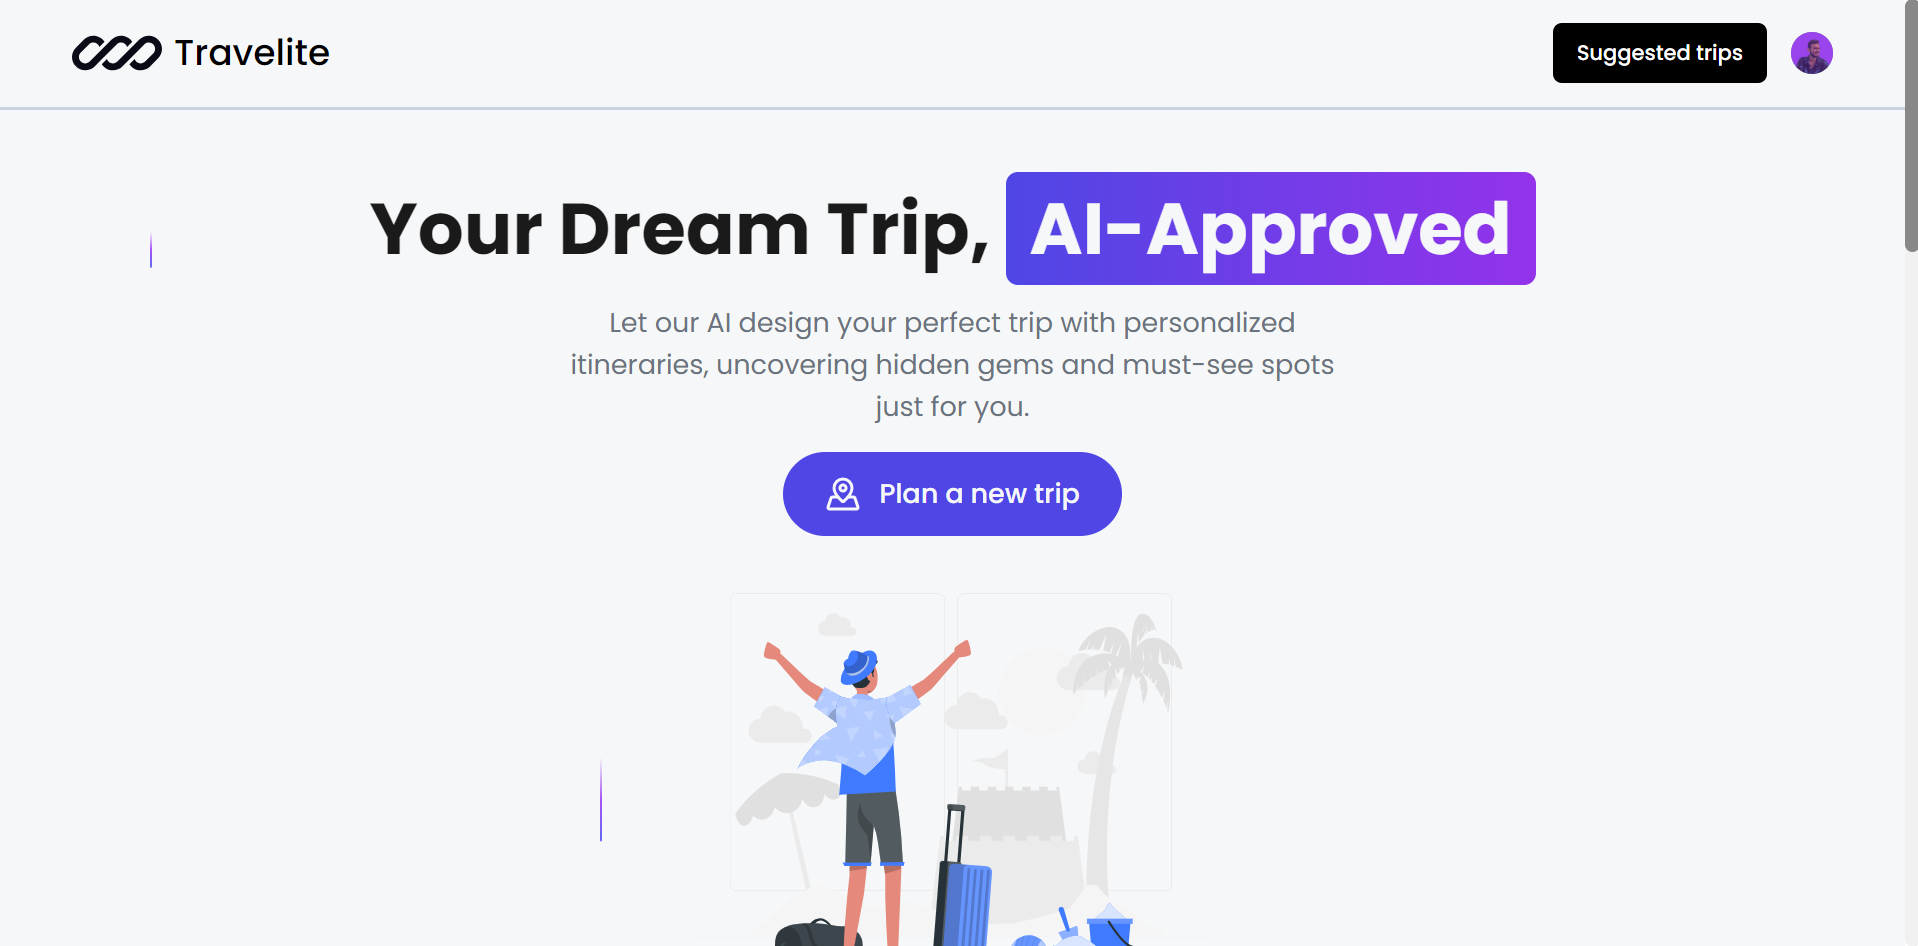 Travelite
Suggested trips
Your Dream Trip, AI-Approved
Let our AI design your perfect trip with personalized
itineraries, uncovering hidden gems and must-see spots
just for you.
Plan a new trip